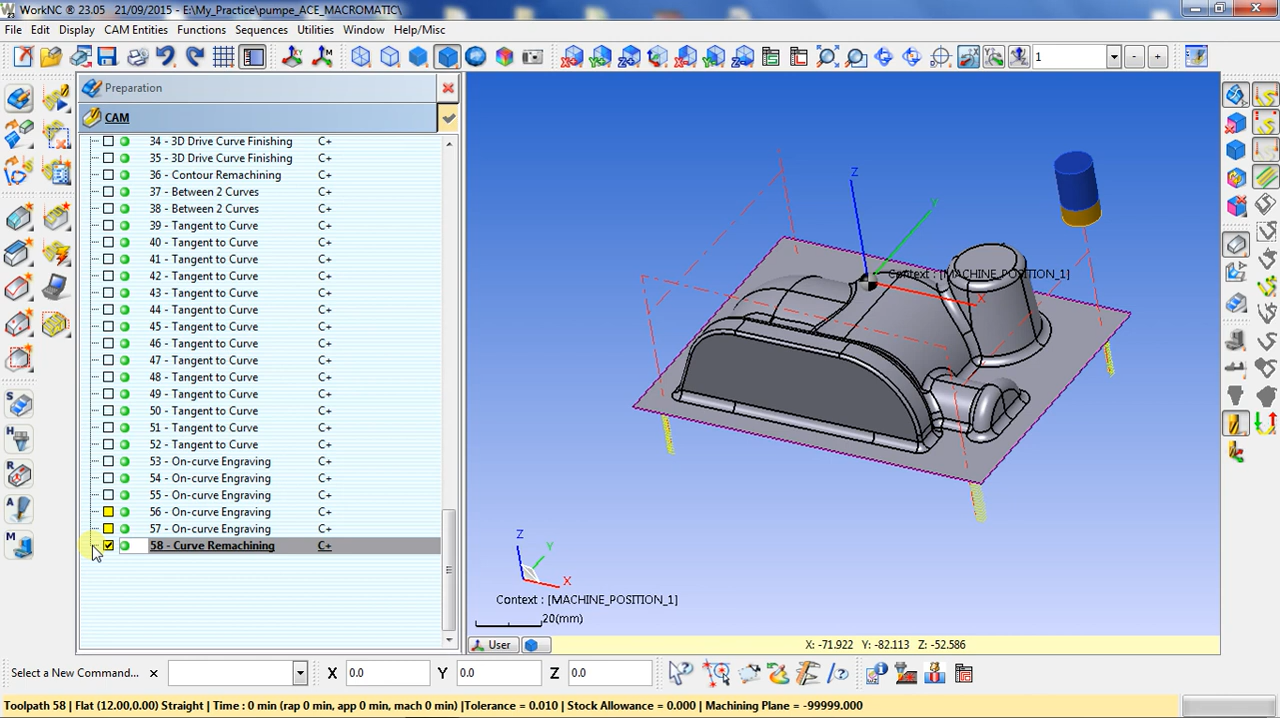 WorkNC ® 23.05 21/09/2015 - E:\My_Practice\pumpe_ACE_MACROMATIC\
File Edit Display CAM Entities Functions Sequences Utilities Window Help/Misc
1
Preparation
CAM
34 - 3D Drive Curve Finishing C+
35 - 3D Drive Curve Finishing C+
36 - Contour Remachining C+
37 - Between 2 Curves C+
38 - Between 2 Curves C+
39 - Tangent to Curve C+
40 - Tangent to Curve C+
41 - Tangent to Curve C+
42 - Tangent to Curve C+
43 - Tangent to Curve C+
44 - Tangent to Curve C+
45 - Tangent to Curve C+
46 - Tangent to Curve C+
47 - Tangent to Curve C+
48 - Tangent to Curve C+
49 - Tangent to Curve C+
50 - Tangent to Curve C+
51 - Tangent to Curve C+
52 - Tangent to Curve C+
53 - On-curve Engraving C+
54 - On-curve Engraving C+
55 - On-curve Engraving C+
56 - On-curve Engraving C+
57 - On-curve Engraving C+
58 - Curve Remachining C+
Z
Y
Context : [MACHINE_POSITION_1]
X
Z
Y
X
Context : [MACHINE_POSITION_1]
20(mm)
User
X: -71.922 Y: -82.113 Z: -52.586
Select a New Command... X 0.0 Y 0.0 Z 0.0
Toolpath 58 | Flat (12.00,0.00) Straight | Time : 0 min (rap 0 min, app 0 min, mach 0 min) |Tolerance = 0.010 | Stock Allowance = 0.000 | Machining Plane = -99999.000